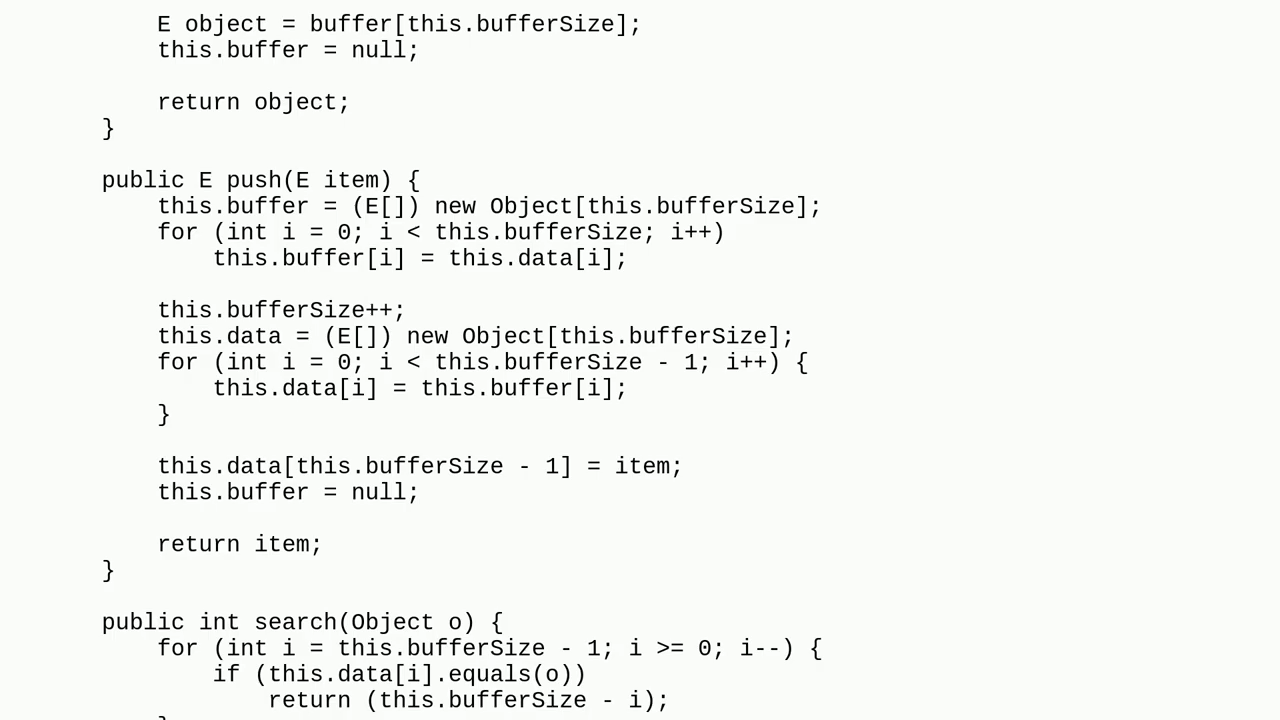 E object = buffer[this.bufferSize];
this.buffer = null;
return object;
}
public E push(E item) {
this.buffer = (E[]) new Object[this.bufferSize];
for (int i = 0; i < this.bufferSize; i++)
this.buffer[i] = this.data[i];
this.bufferSize++;
this.data = (E[]) new Object[this.bufferSize];
for (int i = 0; i < this.bufferSize - 1; i++) {
this.data[i] = this.buffer[i];
}
this.data[this.bufferSize - 1] = item;
this.buffer = null;
return item;
}
public int search(Object o) {
for (int i = this.bufferSize - 1; i >= 0; i--) {
if (this.data[i].equals(o))
return (this.bufferSize - i);
}